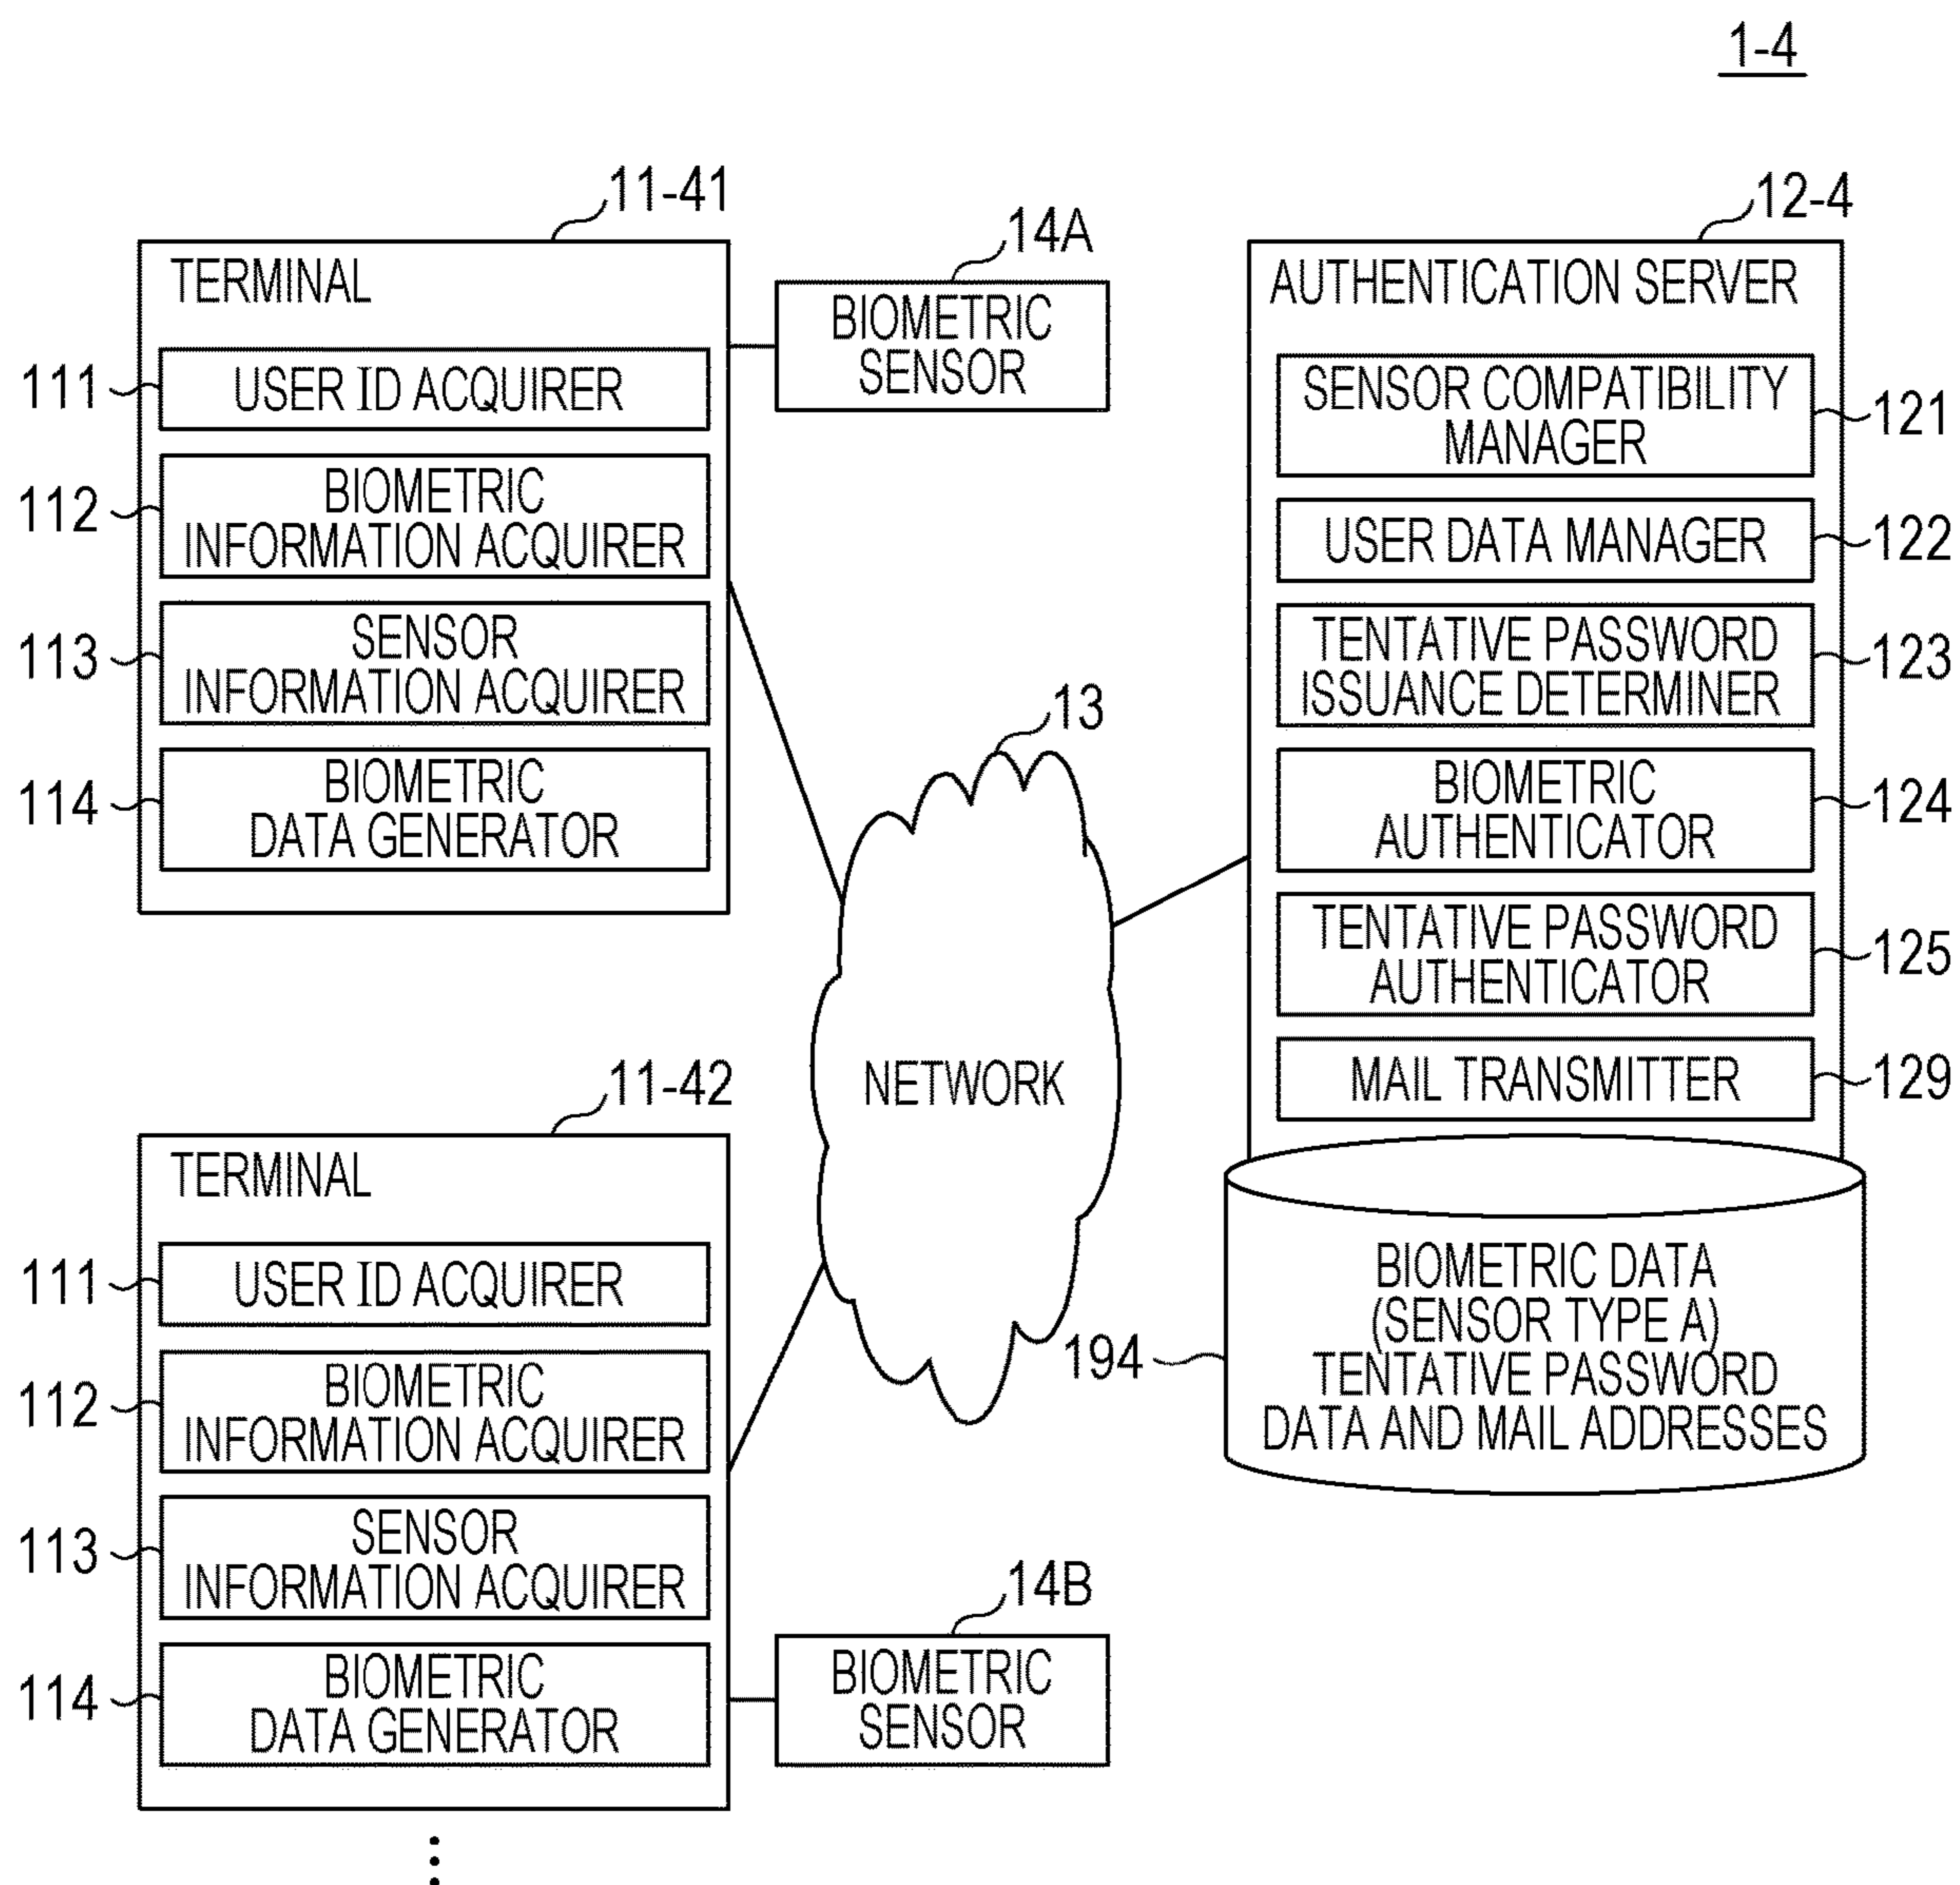 1-4
11-41
TERMINAL
111
USER ID ACQUIRER
112
BIOMETRIC
INFORMATION ACQUIRER
113
SENSOR
INFORMATION ACQUIRER
114
BIOMETRIC
DATA GENERATOR
14A
BIOMETRIC
SENSOR
11-42
TERMINAL
111
USER ID ACQUIRER
112
BIOMETRIC
INFORMATION ACQUIRER
113
SENSOR
INFORMATION ACQUIRER
114
BIOMETRIC
DATA GENERATOR
14B
BIOMETRIC
SENSOR
13
NETWORK
12-4
AUTHENTICATION SERVER
SENSOR COMPATIBILITY
MANAGER
121
USER DATA MANAGER
122
TENTATIVE PASSWORD
ISSUANCE DETERMINER
123
BIOMETRIC
AUTHENTICATOR
124
TENTATIVE PASSWORD
AUTHENTICATOR
125
MAIL TRANSMITTER
129
194
BIOMETRIC DATA
(SENSOR TYPE A)
TENTATIVE PASSWORD
DATA AND MAIL ADDRESSES